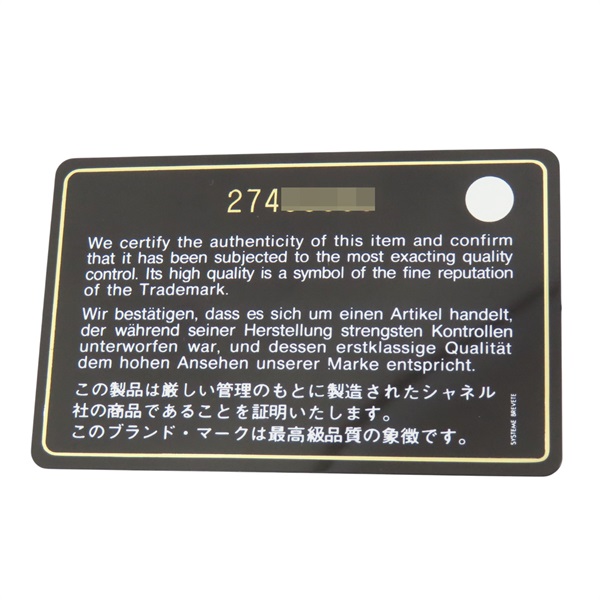 274
We certify the authenticity of this item and confirm
that it has been subjected to the most exacting quality
control. Its high quality is a symbol of the fine reputation
of the Trademark.
Wir bestätigen, dass es sich um einen Artikel handelt,
der während seiner Herstellung strengsten Kontrollen
unterworfen war, und dessen erstklassige Qualität
dem hohen Ansehen unserer Marke entspricht.
この製品は厳しい管理のもとに製造されたシャネル
社の商品であることを証明いたします。
このブランド・マークは最高級品質の象徴です。
SYSTEME BREVETE